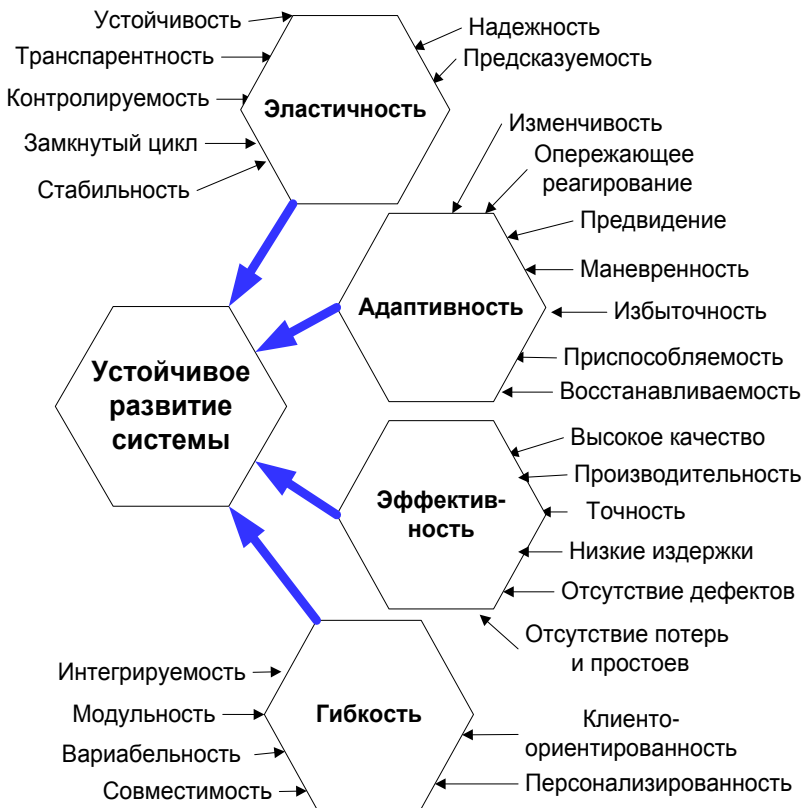 Устойчивость
Транспарентность
Контролируемость
Замкнутый цикл
Стабильность
Эластичность
Надежность
Предсказуемость
Изменчивость
Опережающее
реагирование
Предвидение
Маневренность
Избыточность
Приспособляемость
Восстанавливаемость
Адаптивность
Устойчивое
развитие
системы
Высокое качество
Производительность
Точность
Низкие издержки
Отсутствие дефектов
Отсутствие потерь
и простоев
Эффектив-
ность
Интегрируемость
Модульность
Вариабельность
Совместимость
Гибкость
Клиенто-
ориентированность
Персонализированность